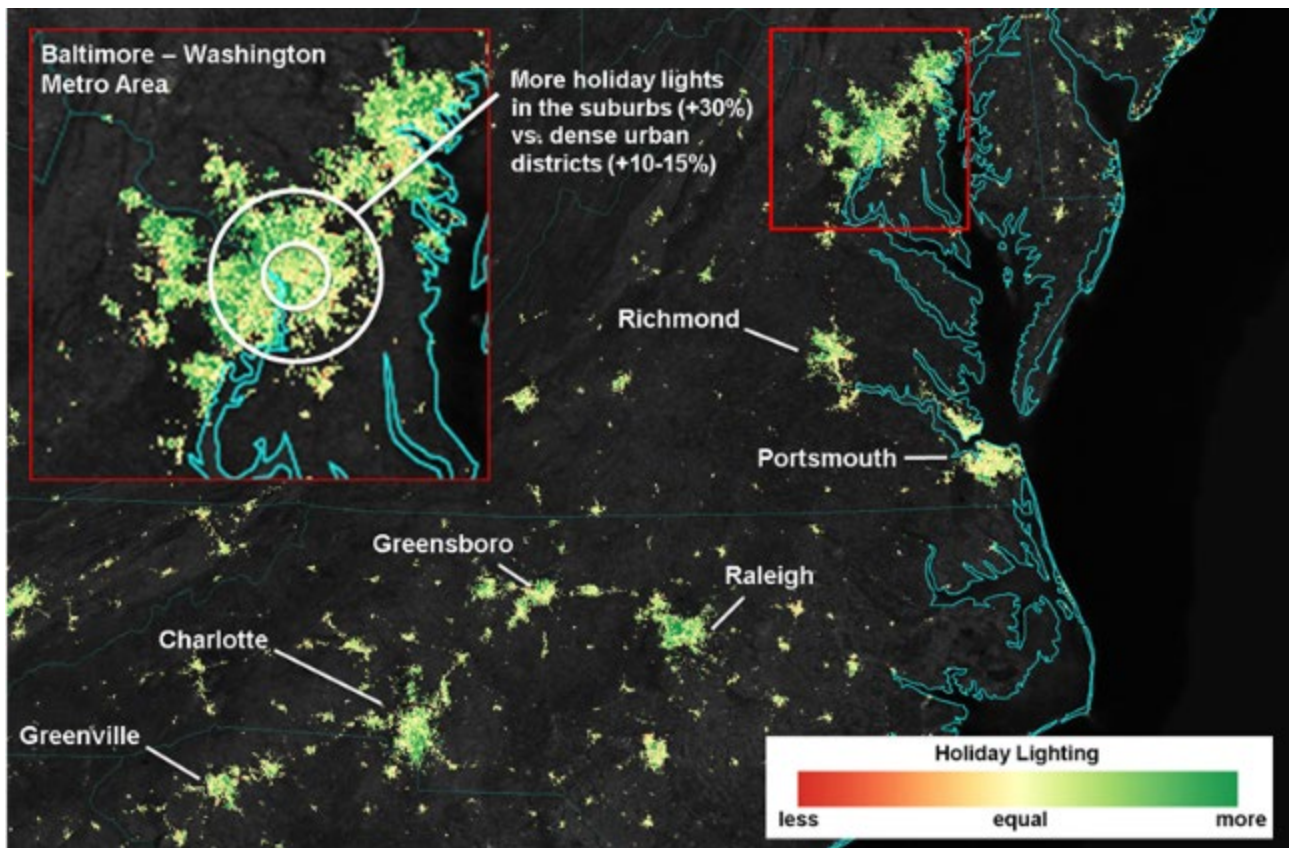 Baltimore – Washington
Metro Area
More holiday lights
in the suburbs (+30%)
vs. dense urban
districts (+10-15%)
Richmond
Portsmouth
Greensboro
Raleigh
Charlotte
Greenville
Holiday Lighting
less equal more